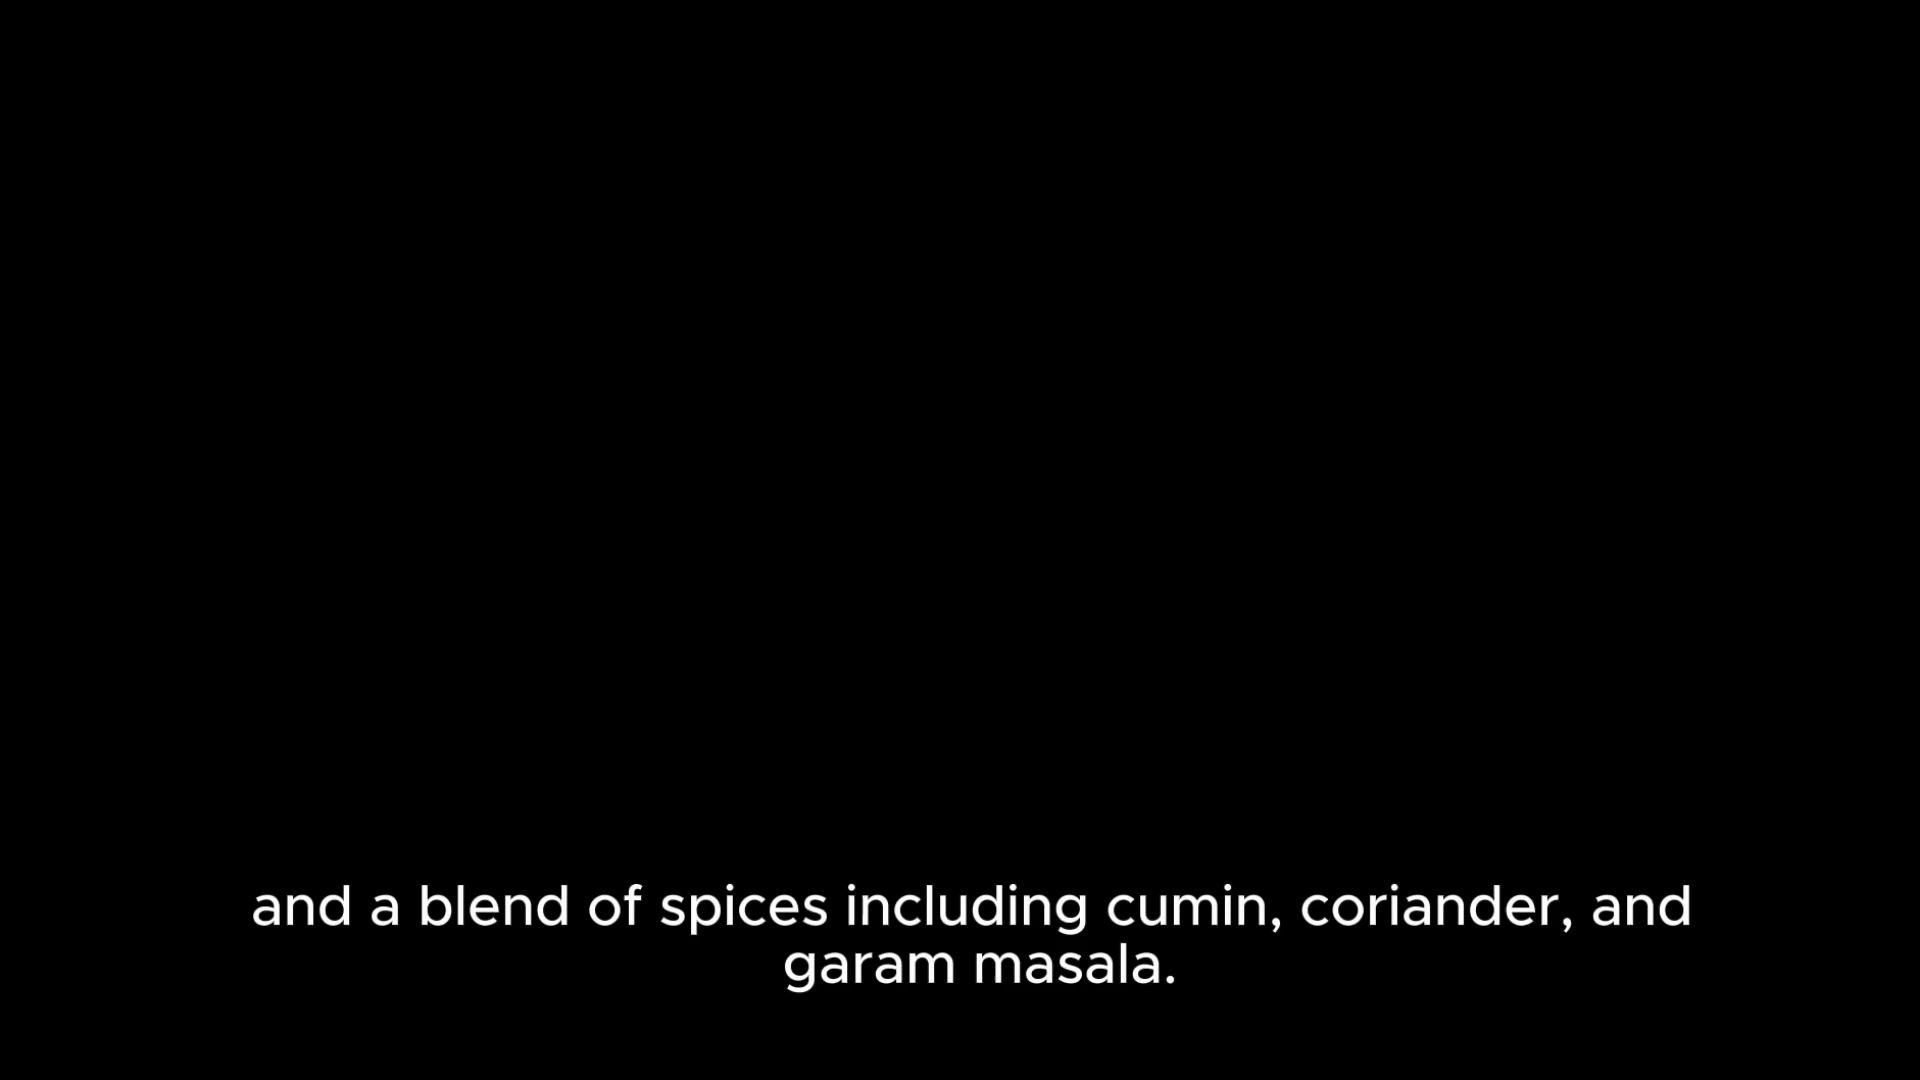 and a blend of spices including cumin, coriander, and
garam masala.